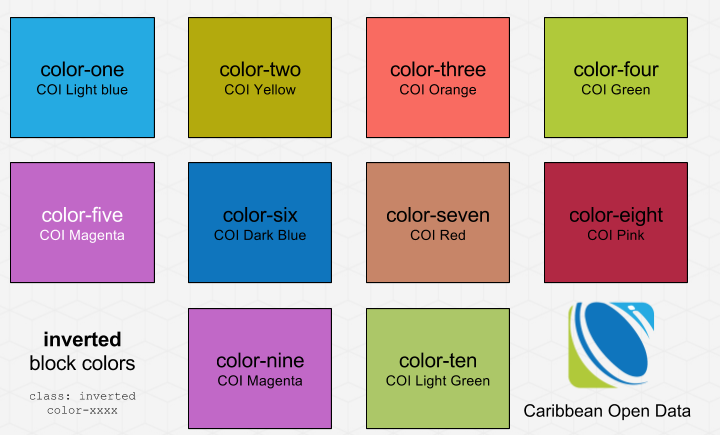 color-one
COI Light blue
color-two
COI Yellow
color-three
COI Orange
color-four
COI Green
color-five
COI Magenta
color-six
COI Dark Blue
color-seven
COI Red
color-eight
COI Pink
inverted
block colors
class: inverted
color-xxxx
color-nine
COI Magenta
color-ten
COI Light Green
Caribbean Open Data